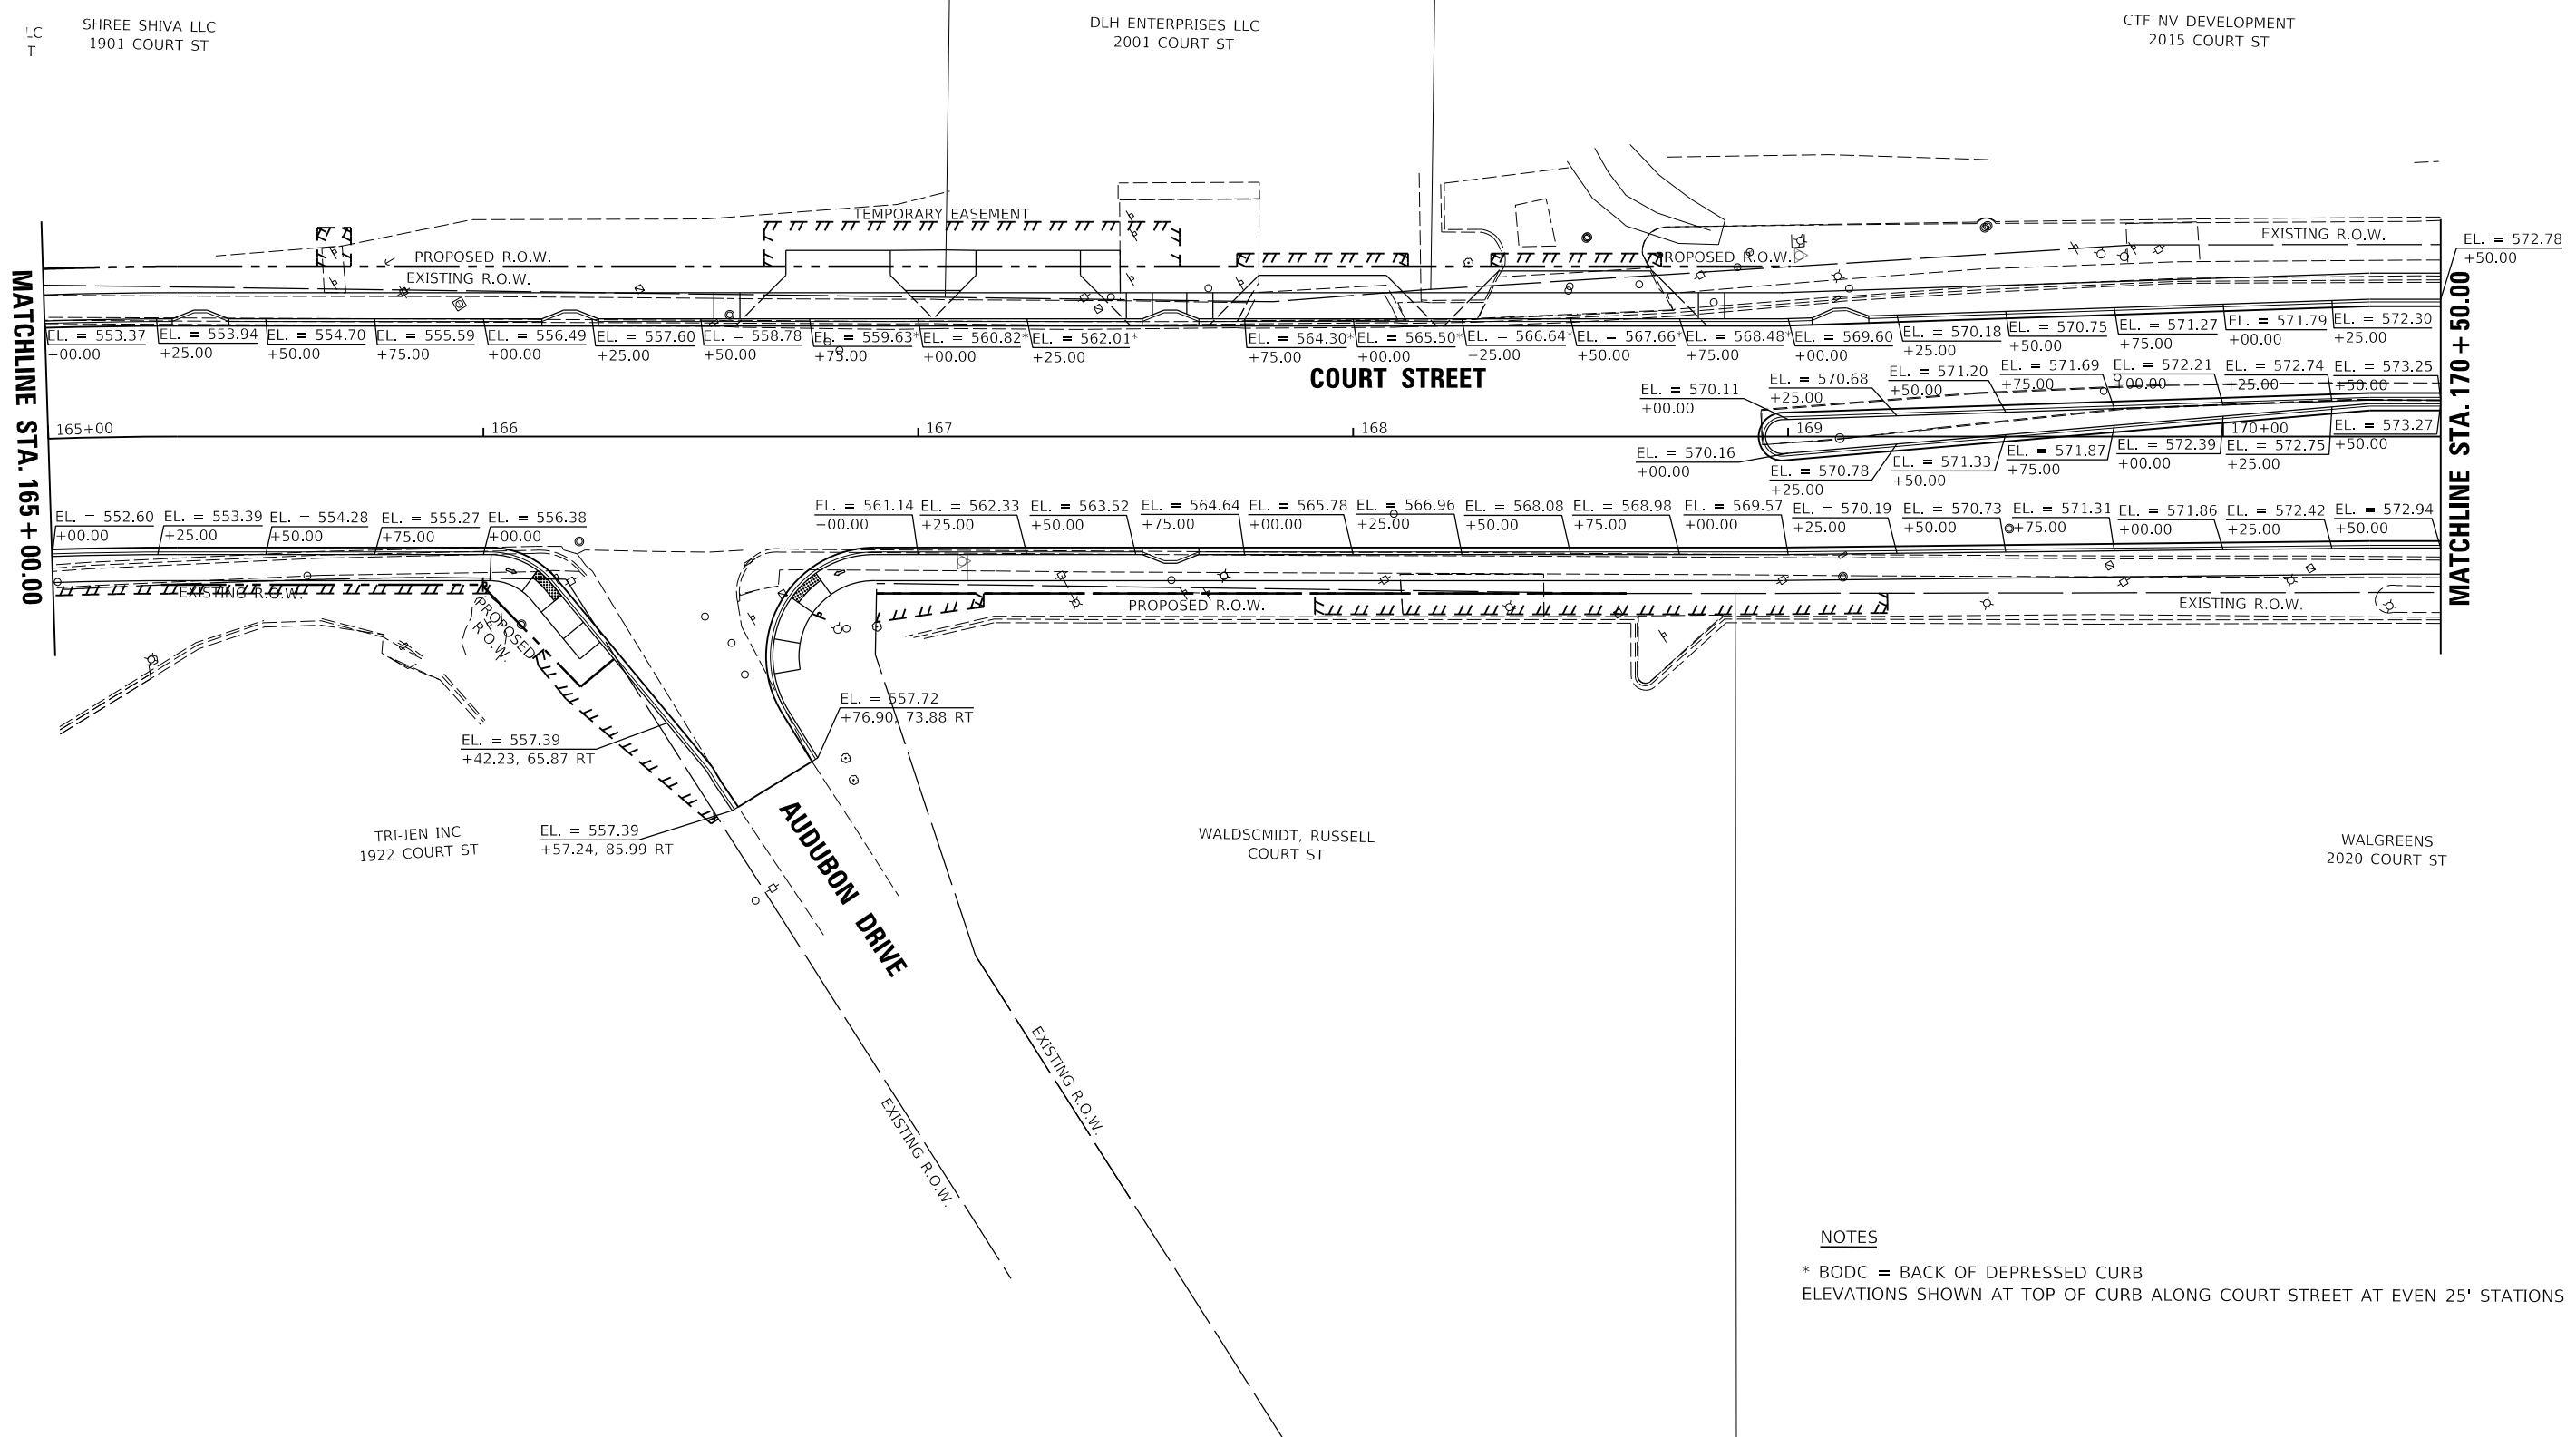 LC
T
SHREE SHIVA LLC
1901 COURT ST
DLH ENTERPRISES LLC
2001 COURT ST
CTF NV DEVELOPMENT
2015 COURT ST
TEMPORARY EASEMENT
PROPOSED R.O.W.
EXISTING R.O.W.
PROPOSED R.O.W.
EXISTING R.O.W.
EL. = 572.78
+50.00
MATCHLINE STA. 165+00.00
MATCHLINE STA. 170+50.00
EL. = 553.37
+00.00
EL. = 553.94
+25.00
EL. = 554.70
+50.00
EL. = 555.59
+75.00
EL. = 556.49
+00.00
EL. = 557.60
+25.00
EL. = 558.78
+50.00
EL. = 559.63*
+75.00
EL. = 560.82*
+00.00
EL. = 562.01*
+25.00
EL. = 564.30*
+75.00
EL. = 565.50*
+00.00
EL. = 566.64*
+25.00
EL. = 567.66*
+50.00
EL. = 568.48*
+75.00
EL. = 569.60
+00.00
EL. = 570.18
+25.00
EL. = 570.75
+50.00
EL. = 571.27
+75.00
EL. = 571.79
+00.00
EL. = 572.30
+25.00
COURT STREET
EL. = 570.11
+00.00
EL. = 570.68
+25.00
EL. = 571.20
+50.00
EL. = 571.69
+75.00
EL. = 572.21
+00.00
EL. = 572.74
+25.00
EL. = 573.25
+50.00
165+00
166
167
168
169
170+00
EL. = 570.16
+00.00
EL. = 570.78
+25.00
EL. = 571.33
+50.00
EL. = 571.87
+75.00
EL. = 572.39
+00.00
EL. = 572.75
+25.00
EL. = 573.27
+50.00
EL. = 552.60
+00.00
EL. = 553.39
+25.00
EL. = 554.28
+50.00
EL. = 555.27
+75.00
EL. = 556.38
+00.00
EL. = 561.14
+00.00
EL. = 562.33
+25.00
EL. = 563.52
+50.00
EL. = 564.64
+75.00
EL. = 565.78
+00.00
EL. = 566.96
+25.00
EL. = 568.08
+50.00
EL. = 568.98
+75.00
EL. = 569.57
+00.00
EL. = 570.19
+25.00
EL. = 570.73
+50.00
EL. = 571.31
+75.00
EL. = 571.86
+00.00
EL. = 572.42
+25.00
EL. = 572.94
+50.00
EXISTING R.O.W.
PROPOSED
R.O.W.
PROPOSED R.O.W.
EXISTING R.O.W.
EL. = 557.72
+76.90, 73.88 RT
EL. = 557.39
+42.23, 65.87 RT
EL. = 557.39
+57.24, 85.99 RT
TRI-JEN INC
1922 COURT ST
AUDUBON DRIVE
WALDSCMIDT, RUSSELL
COURT ST
WALGREENS
2020 COURT ST
EXISTING R.O.W.
EXISTING R.O.W.
NOTES
* BODC = BACK OF DEPRESSED CURB
ELEVATIONS SHOWN AT TOP OF CURB ALONG COURT STREET AT EVEN 25' STATIONS